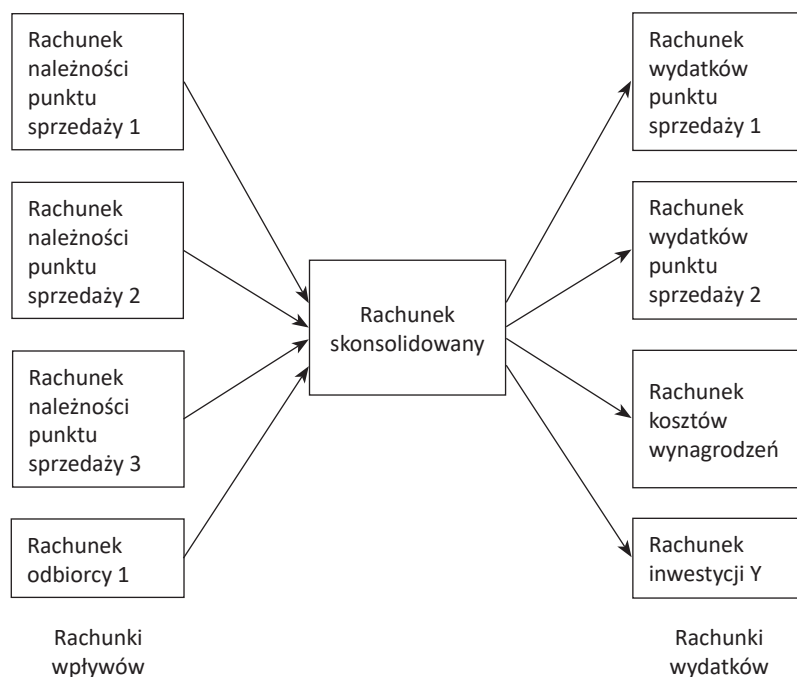 Rachunek
należności
punktu
sprzedaży 1
Rachunek
należności
punktu
sprzedaży 2
Rachunek
należności
punktu
sprzedaży 3
Rachunek
odbiorcy 1
Rachunki
wpływów
Rachunek
skonsolidowany
Rachunek
wydatków
punktu
sprzedaży 1
Rachunek
wydatków
punktu
sprzedaży 2
Rachunek
kosztów
wynagrodzeń
Rachunek
inwestycji Y
Rachunki
wydatków